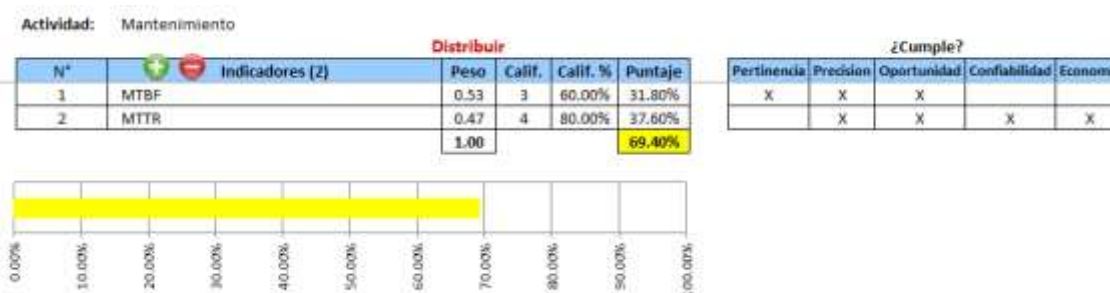 Actividad: Mantenimiento
Distribuir ¿Cumple?
N° Indicadores (2) Peso Calif. Calif. % Puntaje Pertinencia Precision Oportunidad Confiabilidad Econom
1 MTBF 0.53 3 60.00% 31.80% X X X
2 MTTR 0.47 4 80.00% 37.60% X X X X
1.00 69.40%
0.00% 10.00% 20.00% 30.00% 40.00% 50.00% 60.00% 70.00% 80.00% 90.00% 100.00%